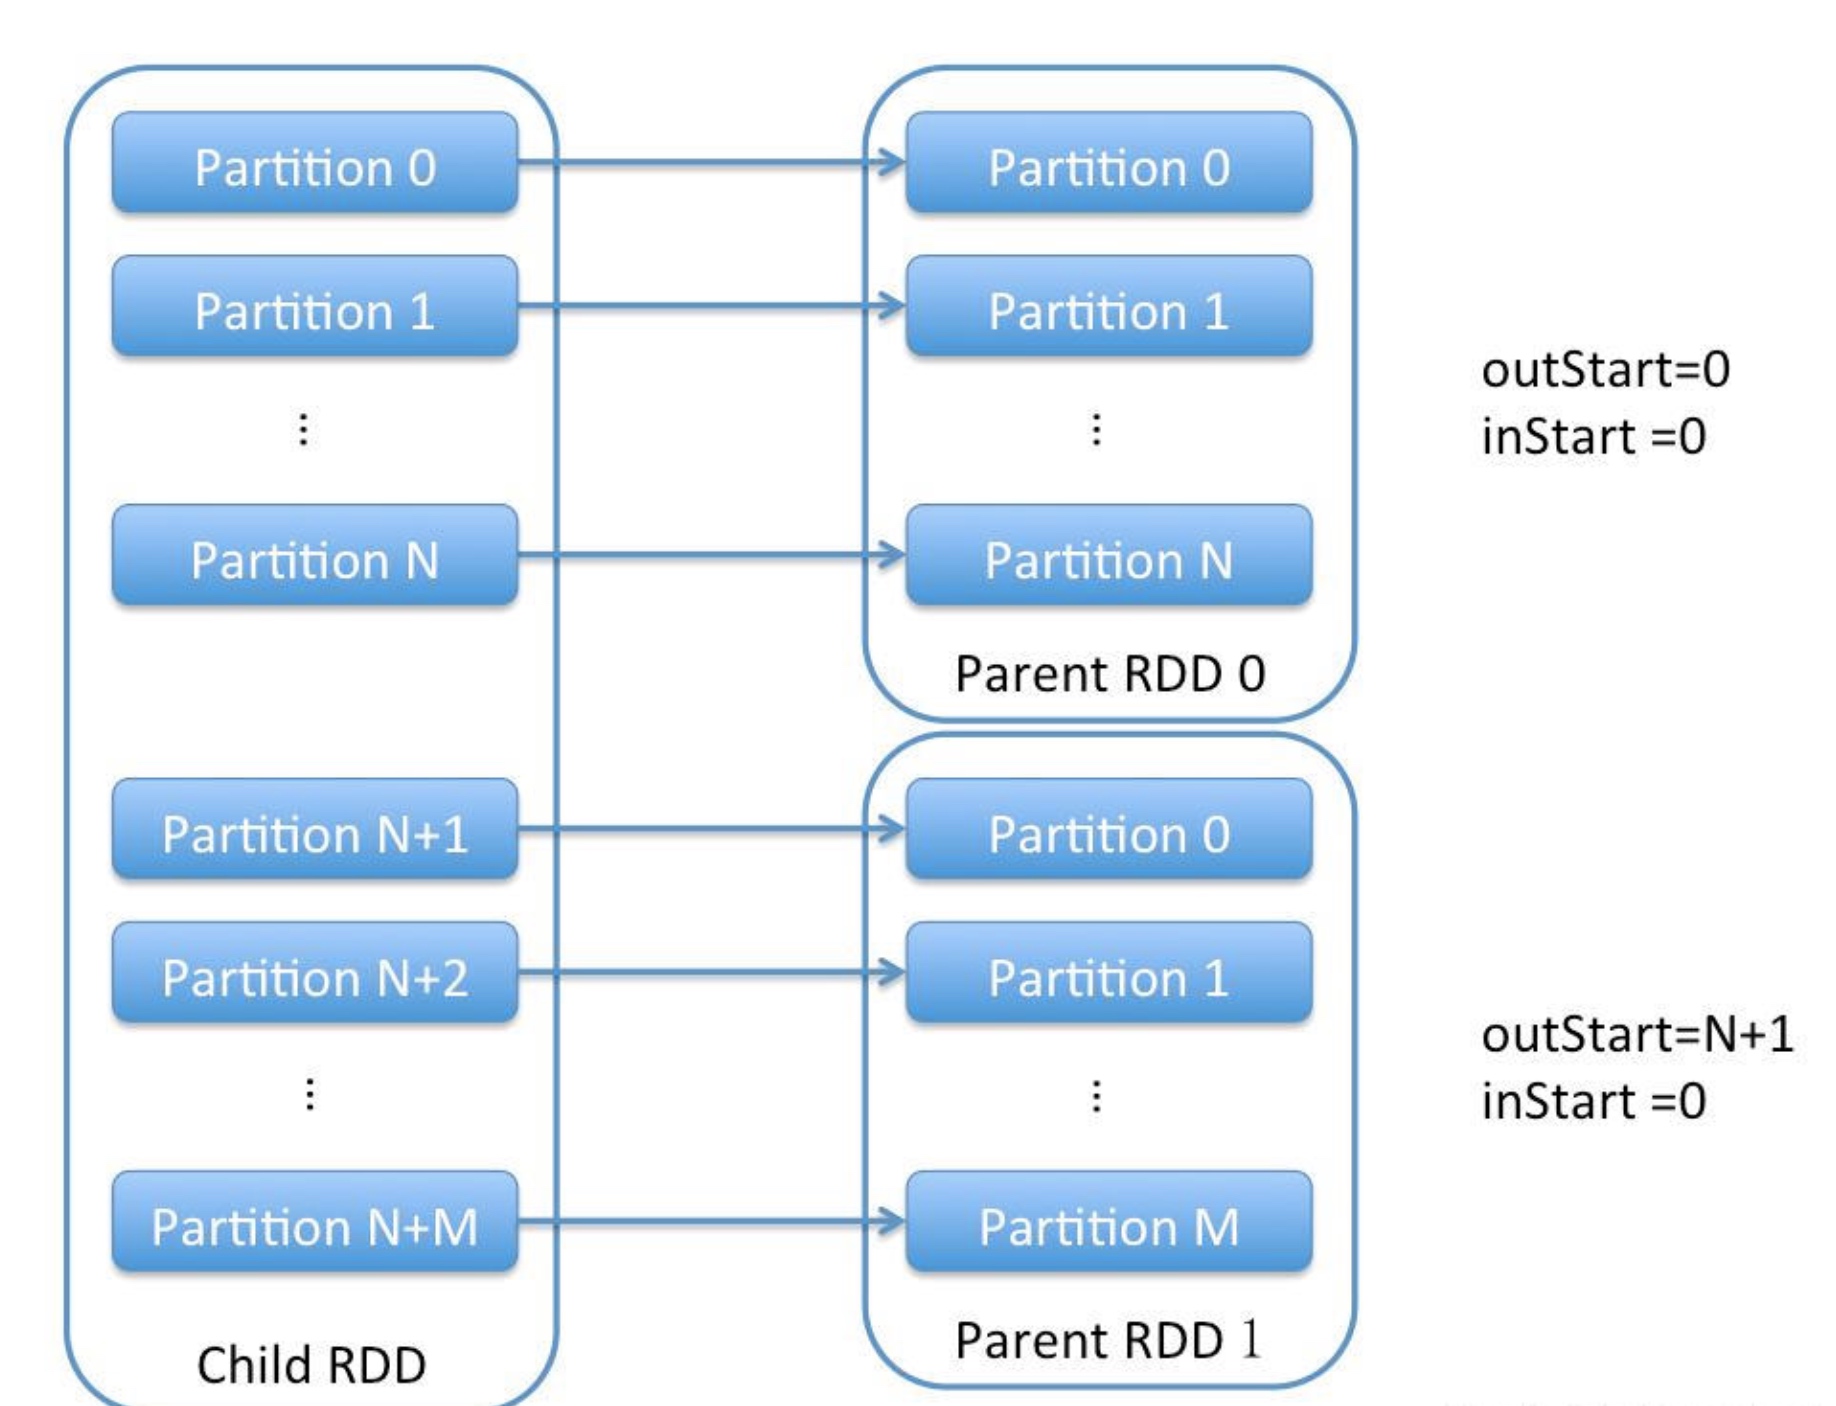 Partition 0
Partition 0
Partition 1
Partition 1
outStart=0
inStart =0
⋮
⋮
Partition N
Partition N
Parent RDD 0
Partition N+1
Partition 0
Partition N+2
Partition 1
outStart=N+1
inStart =0
⋮
⋮
Partition N+M
Partition M
Parent RDD 1
Child RDD